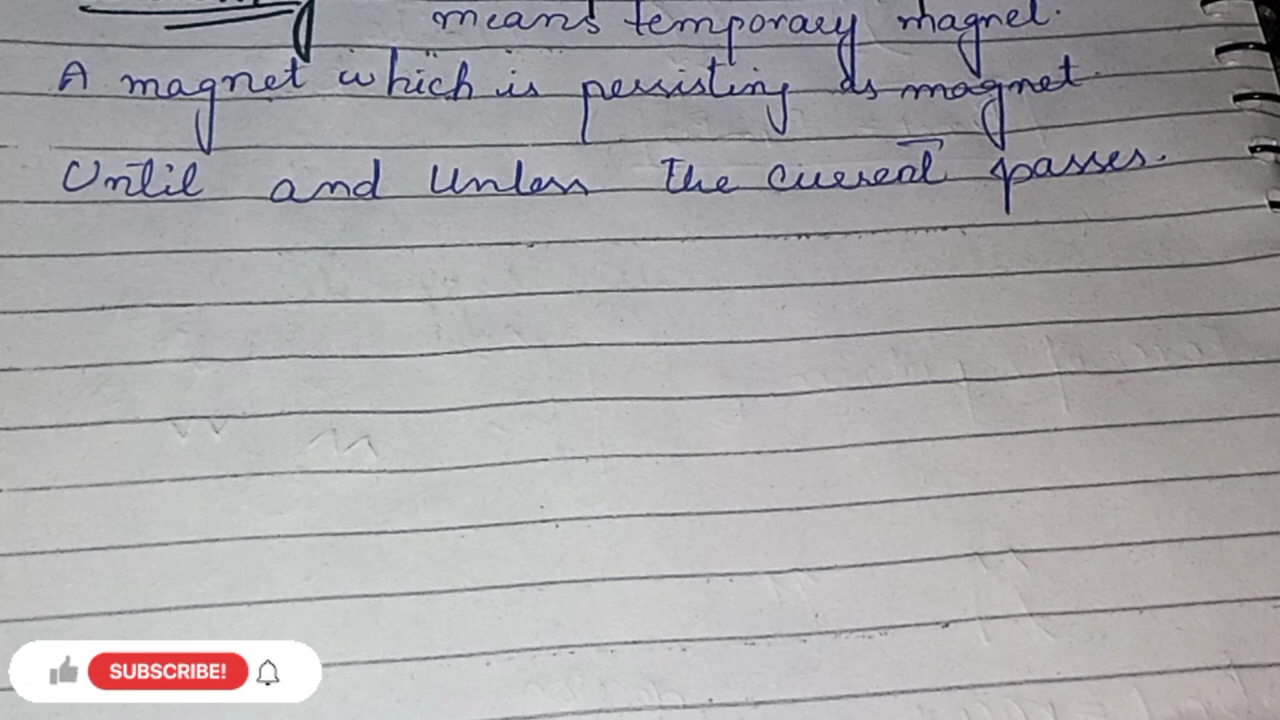 means temporary magnet.
A magnet which is persisting as magnet
Until and unless the current passes.
SUBSCRIBE!